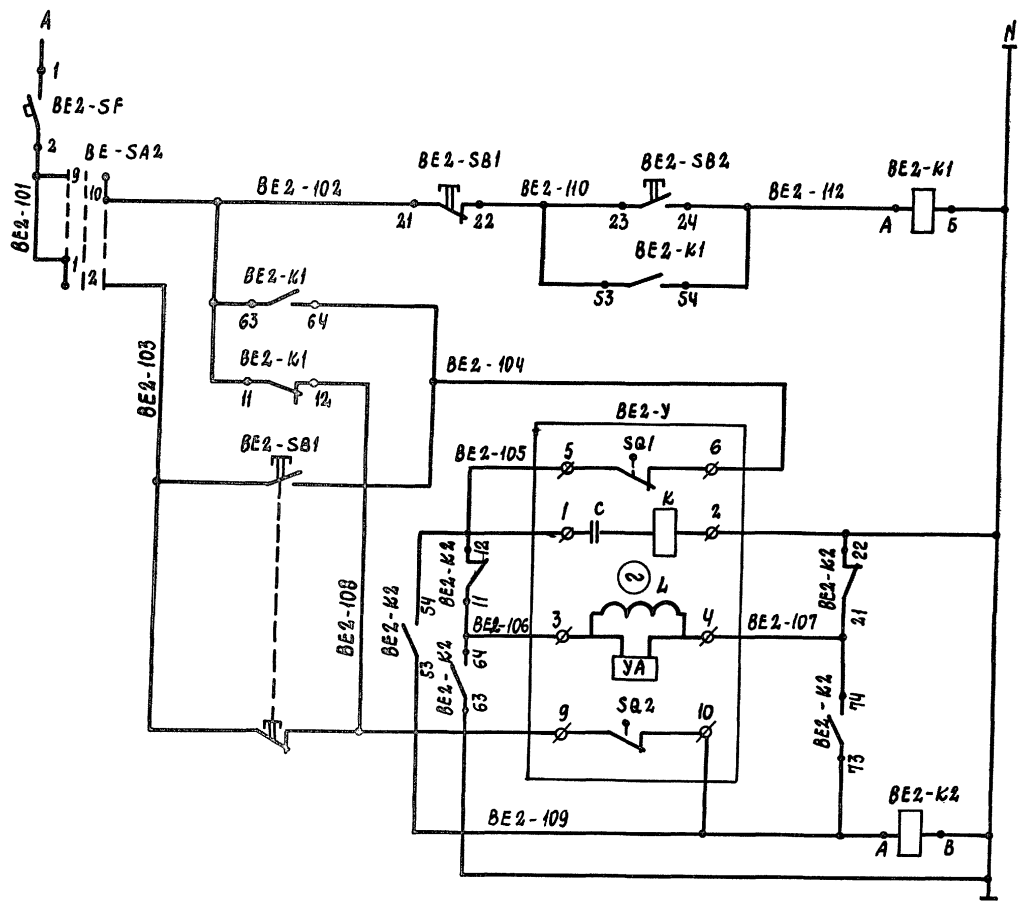 А
N
1
BE2-SF
2
BE-SA2
9
10
BE2-101
1
2
BE2-102
BE2-SB1
21
22
BE2-110
BE2-SB2
23
24
BE2-112
BE2-K1
А
Б
BE2-K1
53
54
BE2-K1
63
64
BE2-K1
11
12
BE2-103
BE2-104
BE2-SB1
BE2-У
BE2-105
5
SQ1
6
1
C
K
2
BE2-K2
12
11
BE2-K2
22
21
BE2-K2
54
53
2
L
BE2-106
3
4
BE2-107
УА
BE2-108
BE2-K2
64
63
BE2-K2
74
73
9
SQ2
10
BE2-109
BE2-K2
А
В